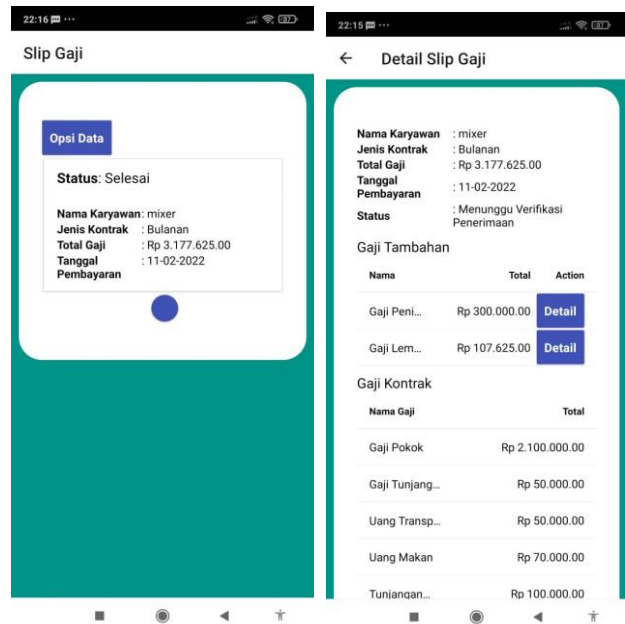 22:16 ...
87
Slip Gaji
Opsi Data
Status: Selesai
Nama Karyawan: mixer
Jenis Kontrak : Bulanan
Total Gaji : Rp 3.177.625.00
Tanggal Pembayaran : 11-02-2022
22:15 ...
87
Detail Slip Gaji
Nama Karyawan : mixer
Jenis Kontrak : Bulanan
Total Gaji : Rp 3.177.625.00
Tanggal Pembayaran : 11-02-2022
Status : Menunggu Verifikasi Penerimaan
Gaji Tambahan
Nama Total Action
Gaji Peni... Rp 300.000.00 Detail
Gaji Lem... Rp 107.625.00 Detail
Gaji Kontrak
Nama Gaji Total
Gaji Pokok Rp 2.100.000.00
Gaji Tunjang... Rp 50.000.00
Uang Transp... Rp 50.000.00
Uang Makan Rp 70.000.00
Tunjangan... Rp 100.000.00